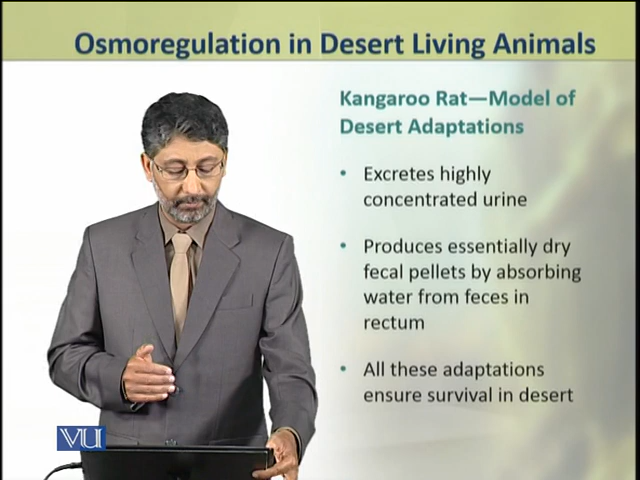 Osmoregulation in Desert Living Animals
Kangaroo Rat—Model of
Desert Adaptations
• Excretes highly
concentrated urine
• Produces essentially dry
fecal pellets by absorbing
water from feces in
rectum
• All these adaptations
ensure survival in desert
VU